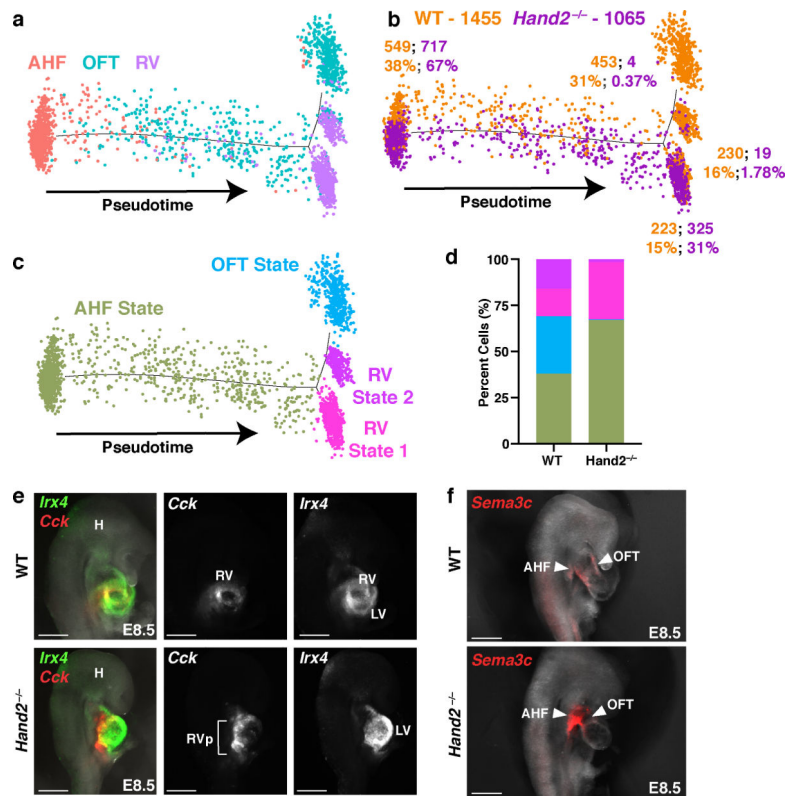 a
AHF OFT RV
Pseudotime
b
WT - 1455 Hand2–/– - 1065
549; 717
38%; 67%
453; 4
31%; 0.37%
230; 19
16%;1.78%
223; 325
15%; 31%
Pseudotime
c
OFT State
AHF State
RV
State 2
RV
State 1
Pseudotime
d
Percent Cells (%)
100
75
50
25
0
WT Hand2–/–
e
WT
Irx4
Cck
H
E8.5
Cck
RV
Irx4
RV
LV
Hand2–/–
Irx4
Cck
H
E8.5
Cck
RVp
Irx4
LV
f
WT
Sema3c
AHF
OFT
E8.5
Hand2–/–
Sema3c
AHF
OFT
E8.5